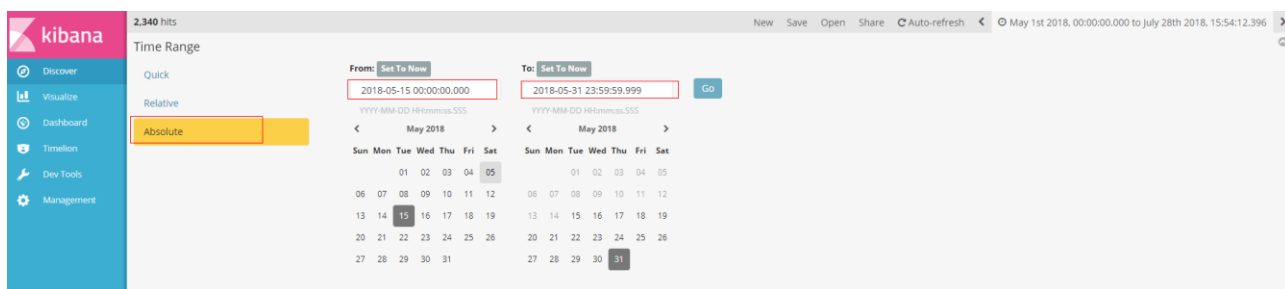 kibana
Discover
Visualize
Dashboard
Timelion
Dev Tools
Management
2,340 hits
New Save Open Share Auto-refresh May 1st 2018, 00:00:00.000 to July 28th 2018, 15:54:12.396
Time Range
Quick
Relative
Absolute
From: Set To Now
2018-05-15 00:00:00.000
YYYY-MM-DD HH:mm:ss.SSS
May 2018
Sun Mon Tue Wed Thu Fri Sat
01 02 03 04 05
06 07 08 09 10 11 12
13 14 15 16 17 18 19
20 21 22 23 24 25 26
27 28 29 30 31
To: Set To Now
2018-05-31 23:59:59.999
YYYY-MM-DD HH:mm:ss.SSS
May 2018
Sun Mon Tue Wed Thu Fri Sat
01 02 03 04 05
06 07 08 09 10 11 12
13 14 15 16 17 18 19
20 21 22 23 24 25 26
27 28 29 30 31
Go